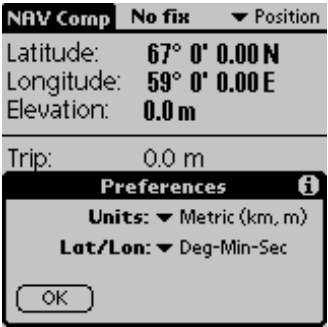 NAV Comp No fix Position
Latitude: 67° 0' 0.00 N
Longitude: 59° 0' 0.00 E
Elevation: 0.0 m
Trip: 0.0 m
Preferences i
Units: Metric (km, m)
Lat/Lon: Deg-Min-Sec
OK